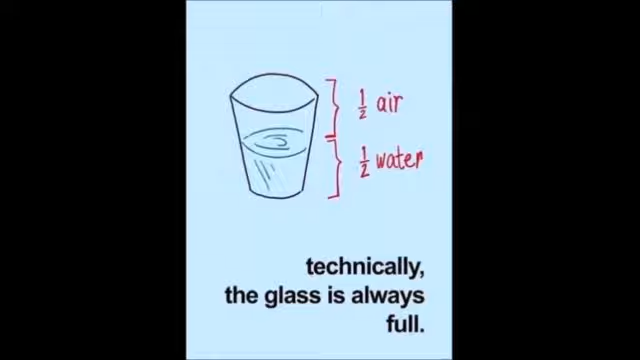 ½ air
½ water
technically,
the glass is always
full.